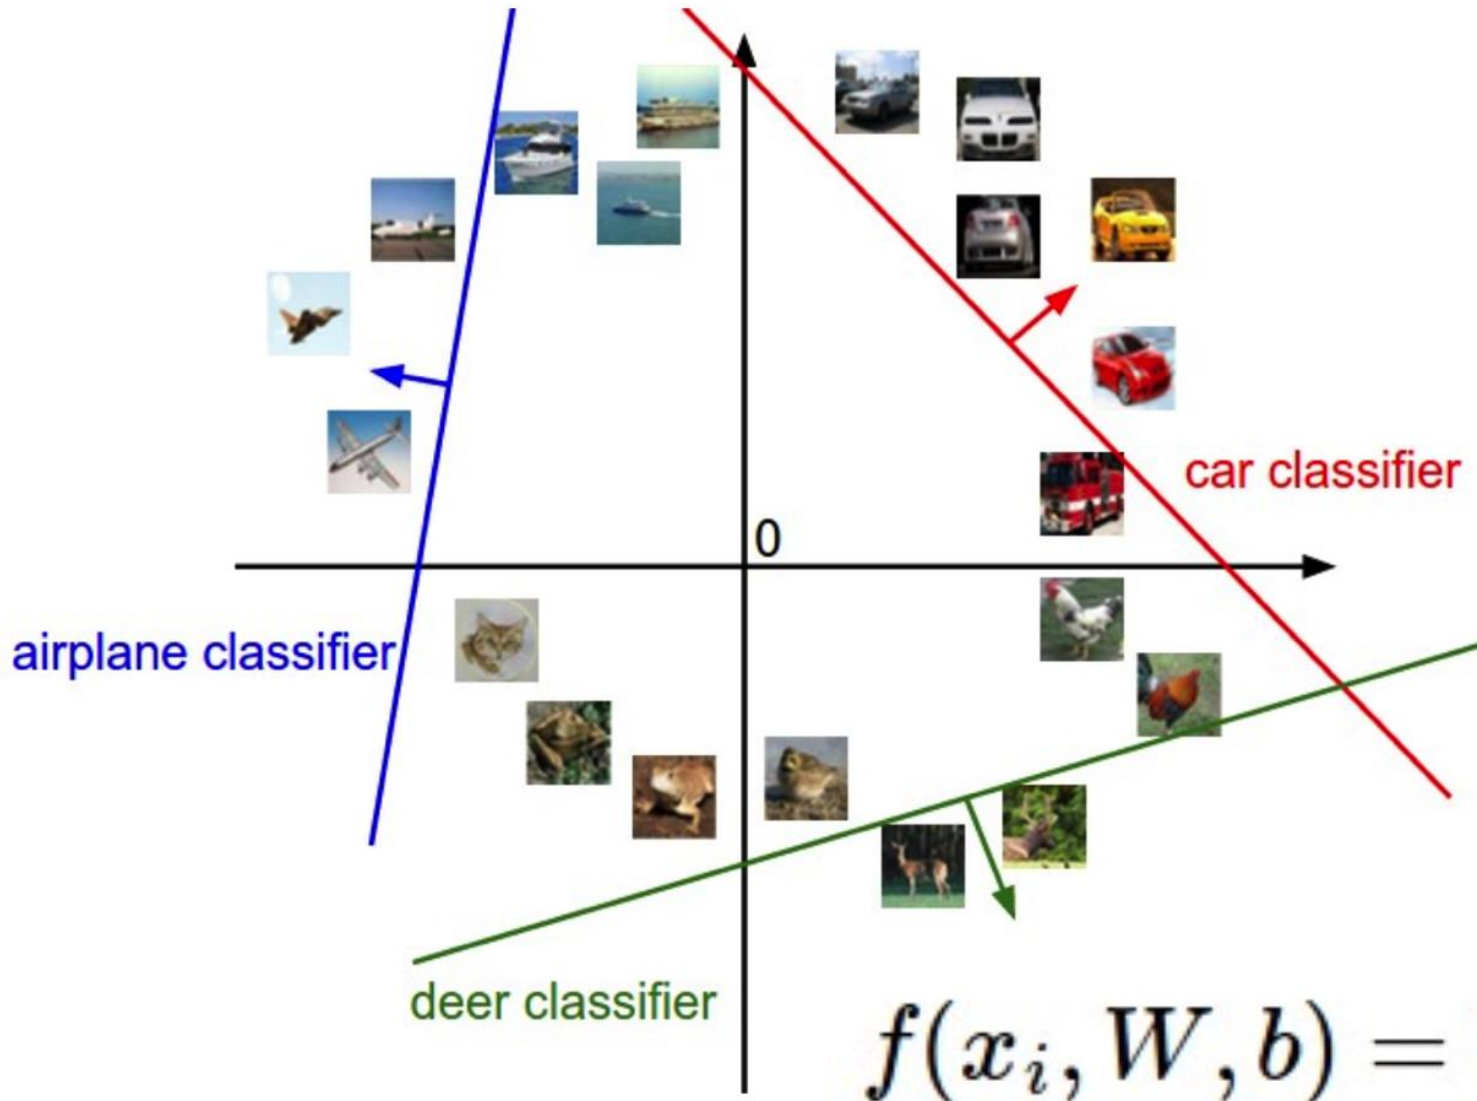 car classifier
0
airplane classifier
deer classifier
f(x_i, W, b) =